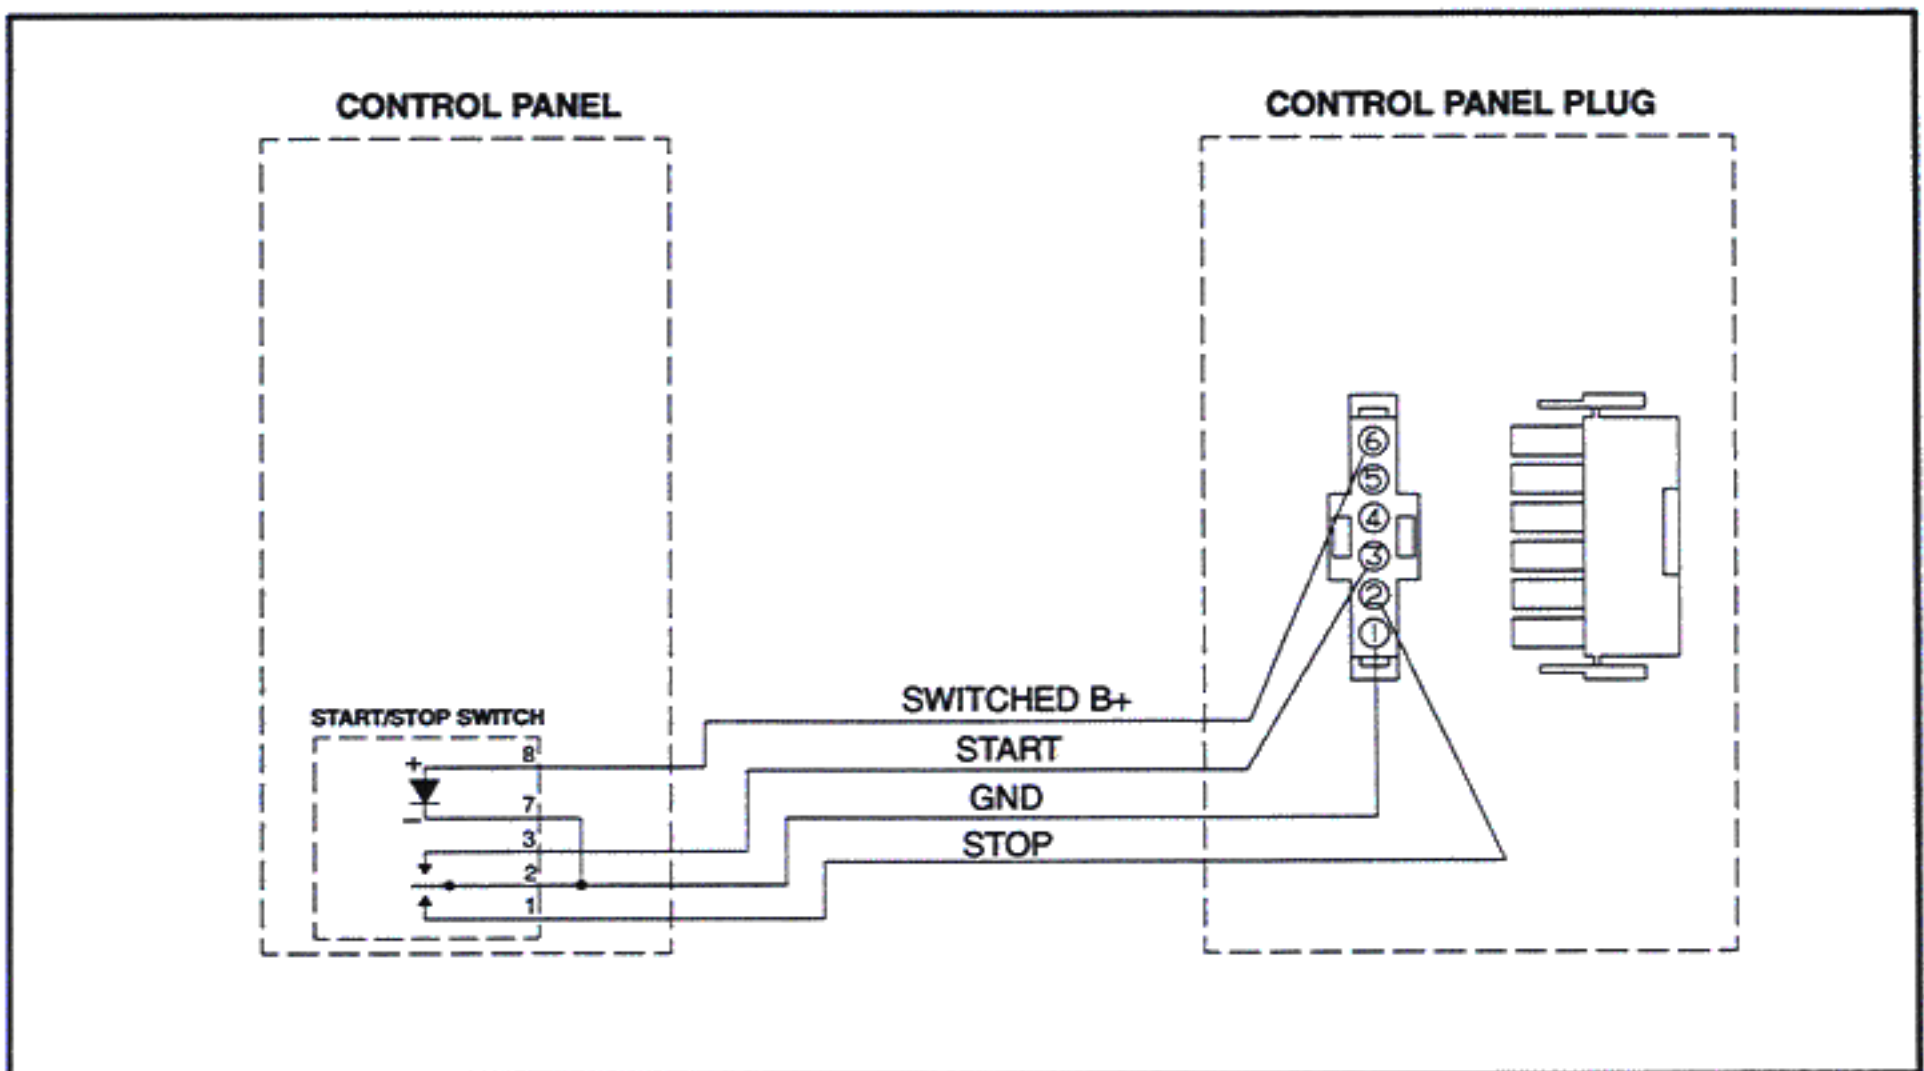 CONTROL PANEL
CONTROL PANEL PLUG
6
5
4
3
2
1
SWITCHED B+
START
GND
STOP
START/STOP SWITCH
+
8
7
−
3
2
1